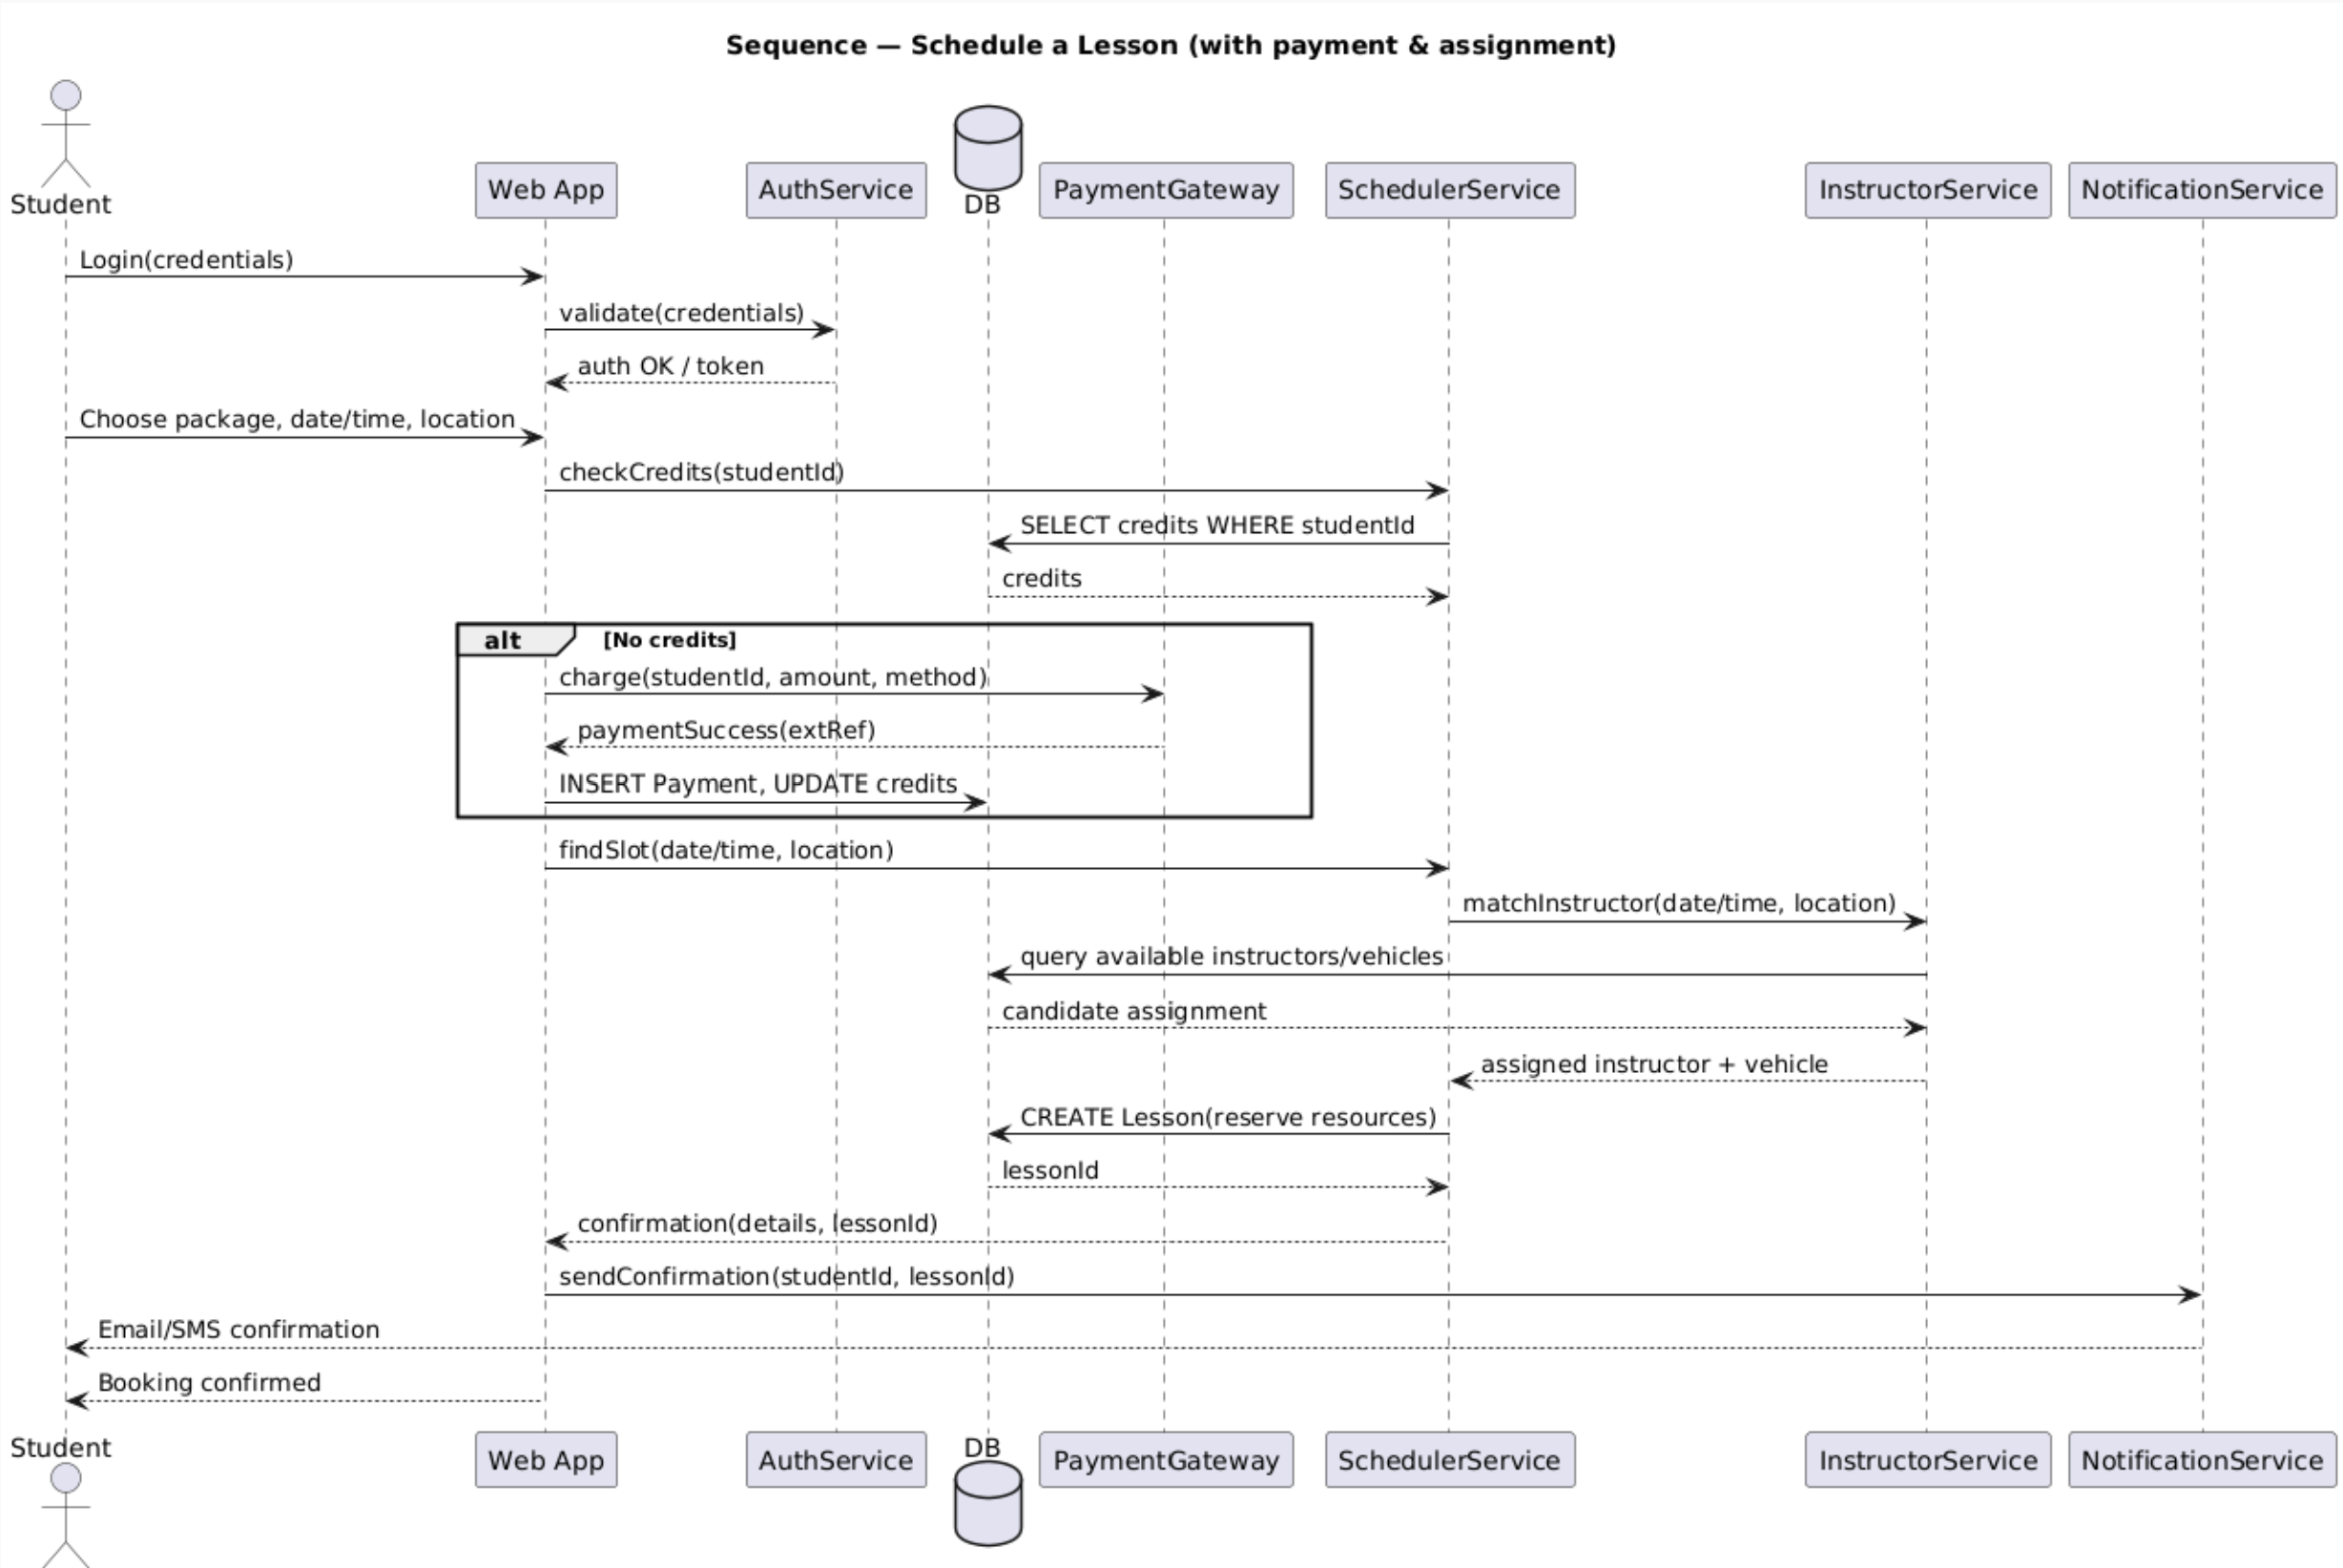 Sequence — Schedule a Lesson (with payment & assignment)
Student
Web App
AuthService
DB
PaymentGateway
SchedulerService
InstructorService
NotificationService
Login(credentials)
validate(credentials)
auth OK / token
Choose package, date/time, location
checkCredits(studentId)
SELECT credits WHERE studentId
credits
alt
[No credits]
charge(studentId, amount, method)
paymentSuccess(extRef)
INSERT Payment, UPDATE credits
findSlot(date/time, location)
matchInstructor(date/time, location)
query available instructors/vehicles
candidate assignment
assigned instructor + vehicle
CREATE Lesson(reserve resources)
lessonId
confirmation(details, lessonId)
sendConfirmation(studentId, lessonId)
Email/SMS confirmation
Booking confirmed
Student
Web App
AuthService
DB
PaymentGateway
SchedulerService
InstructorService
NotificationService